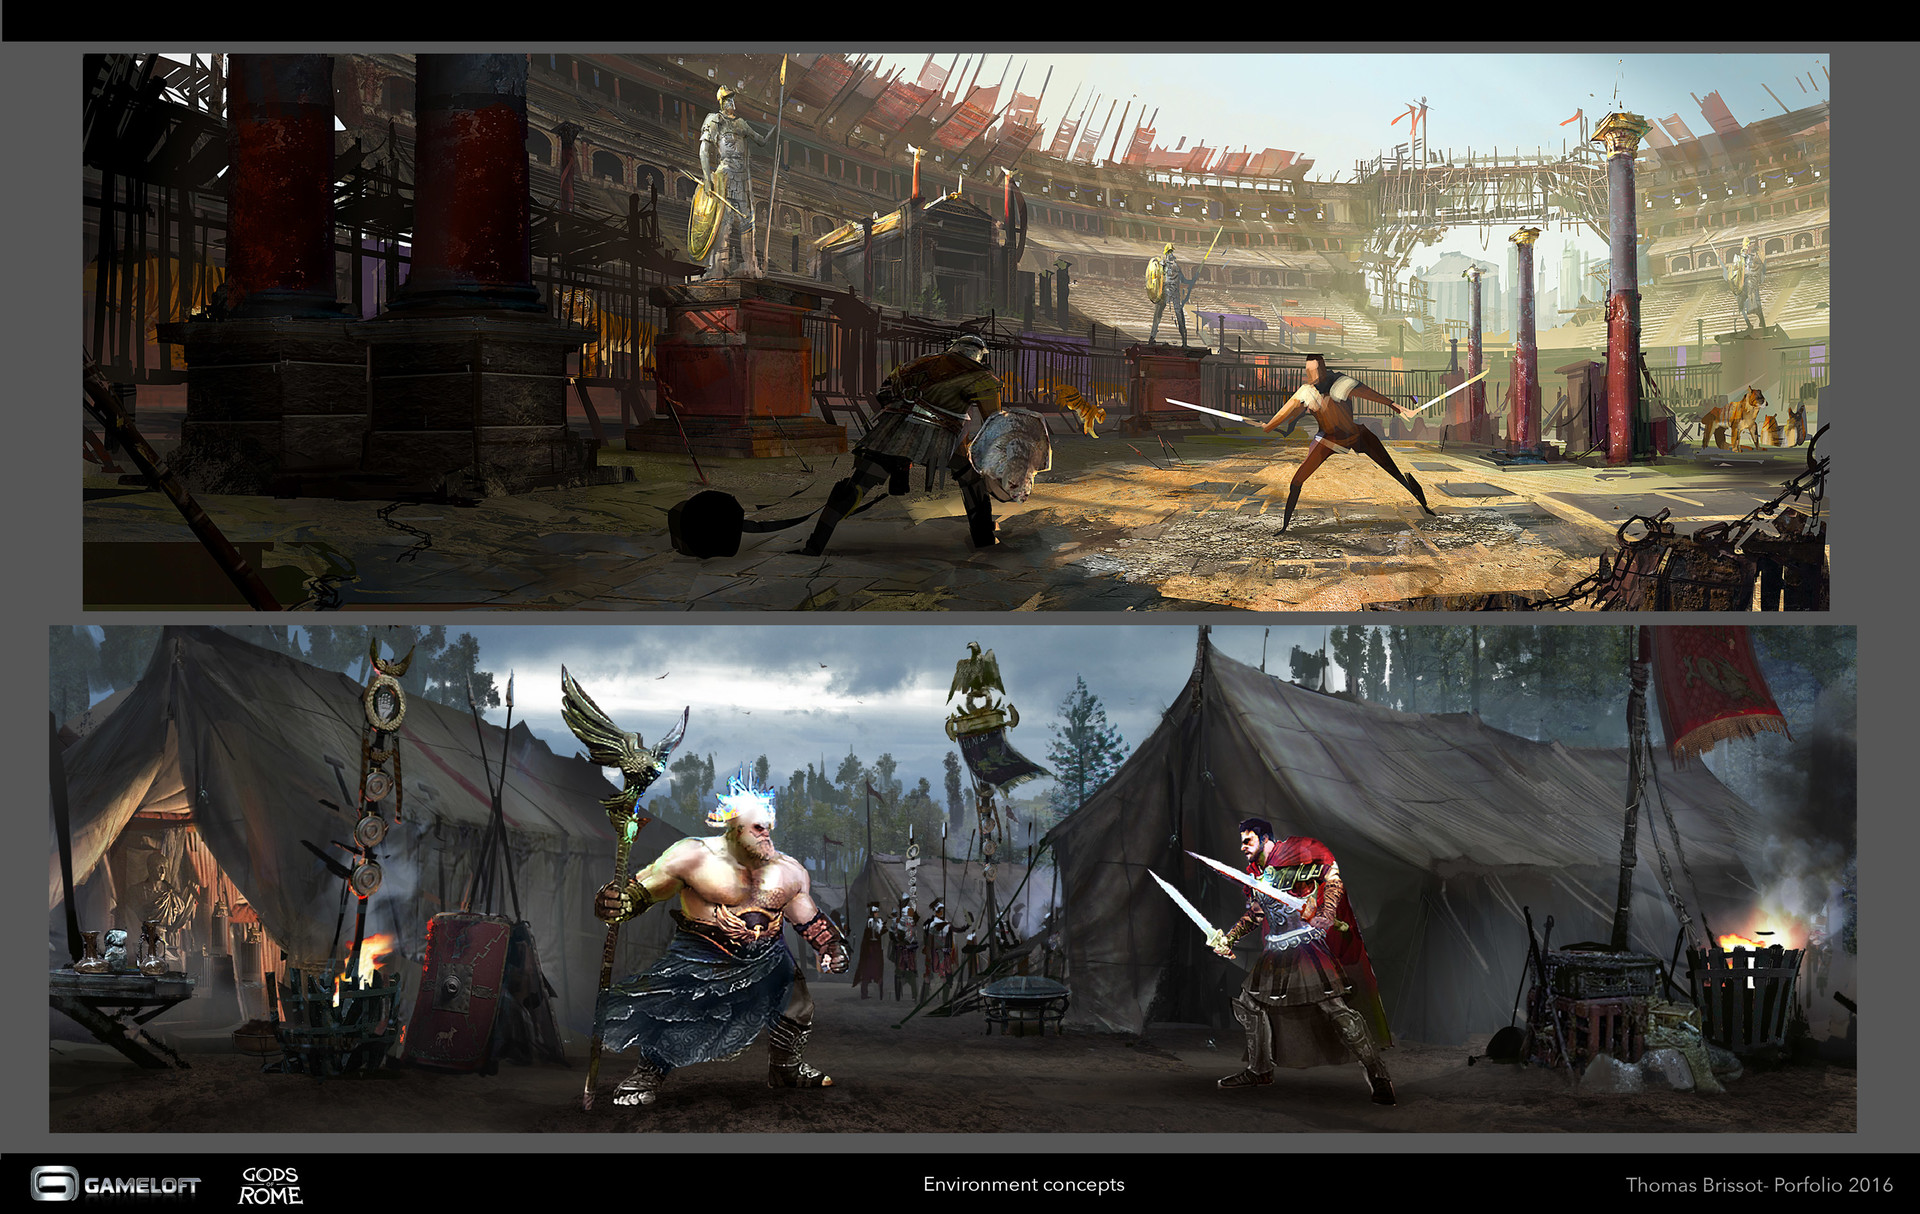 GAMELOFT
GODS
OF
ROME
Environment concepts
Thomas Brissot- Porfolio 2016